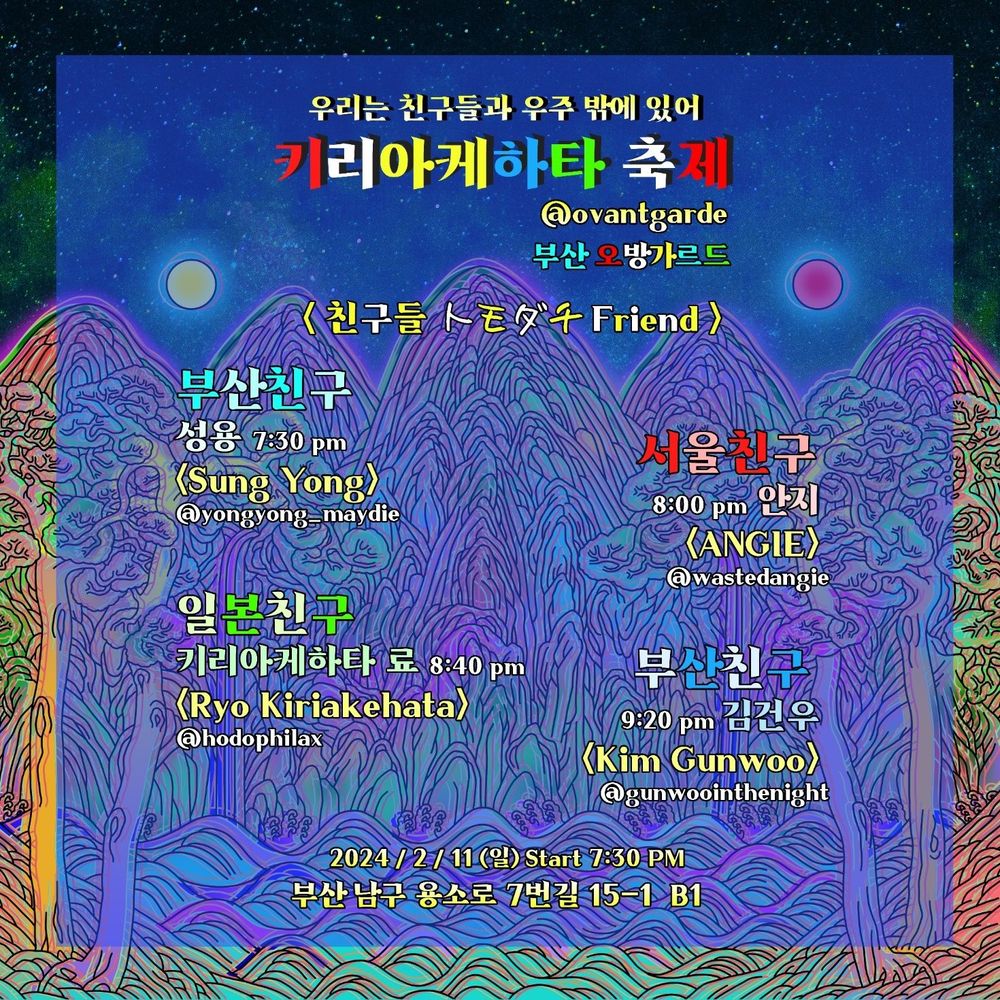 우리는 친구들과 우주 밖에 있어
키리아케하타 축제
@ovantgarde
부산 오방가르드
〈 친구들 トモダチ Friend 〉
부산친구
성용 7:30 pm
〈Sung Yong〉
@yongyong_maydie
서울친구
8:00 pm 안지
〈ANGIE〉
@wastedangie
일본친구
키리아케하타 료 8:40 pm
〈Ryo Kiriakehata〉
@hodophilax
부산친구
9:20 pm 김건우
〈Kim Gunwoo〉
@gunwoointhenight
2024 / 2 / 11 (일) Start 7:30 PM
부산 남구 용소로 7번길 15-1 B1